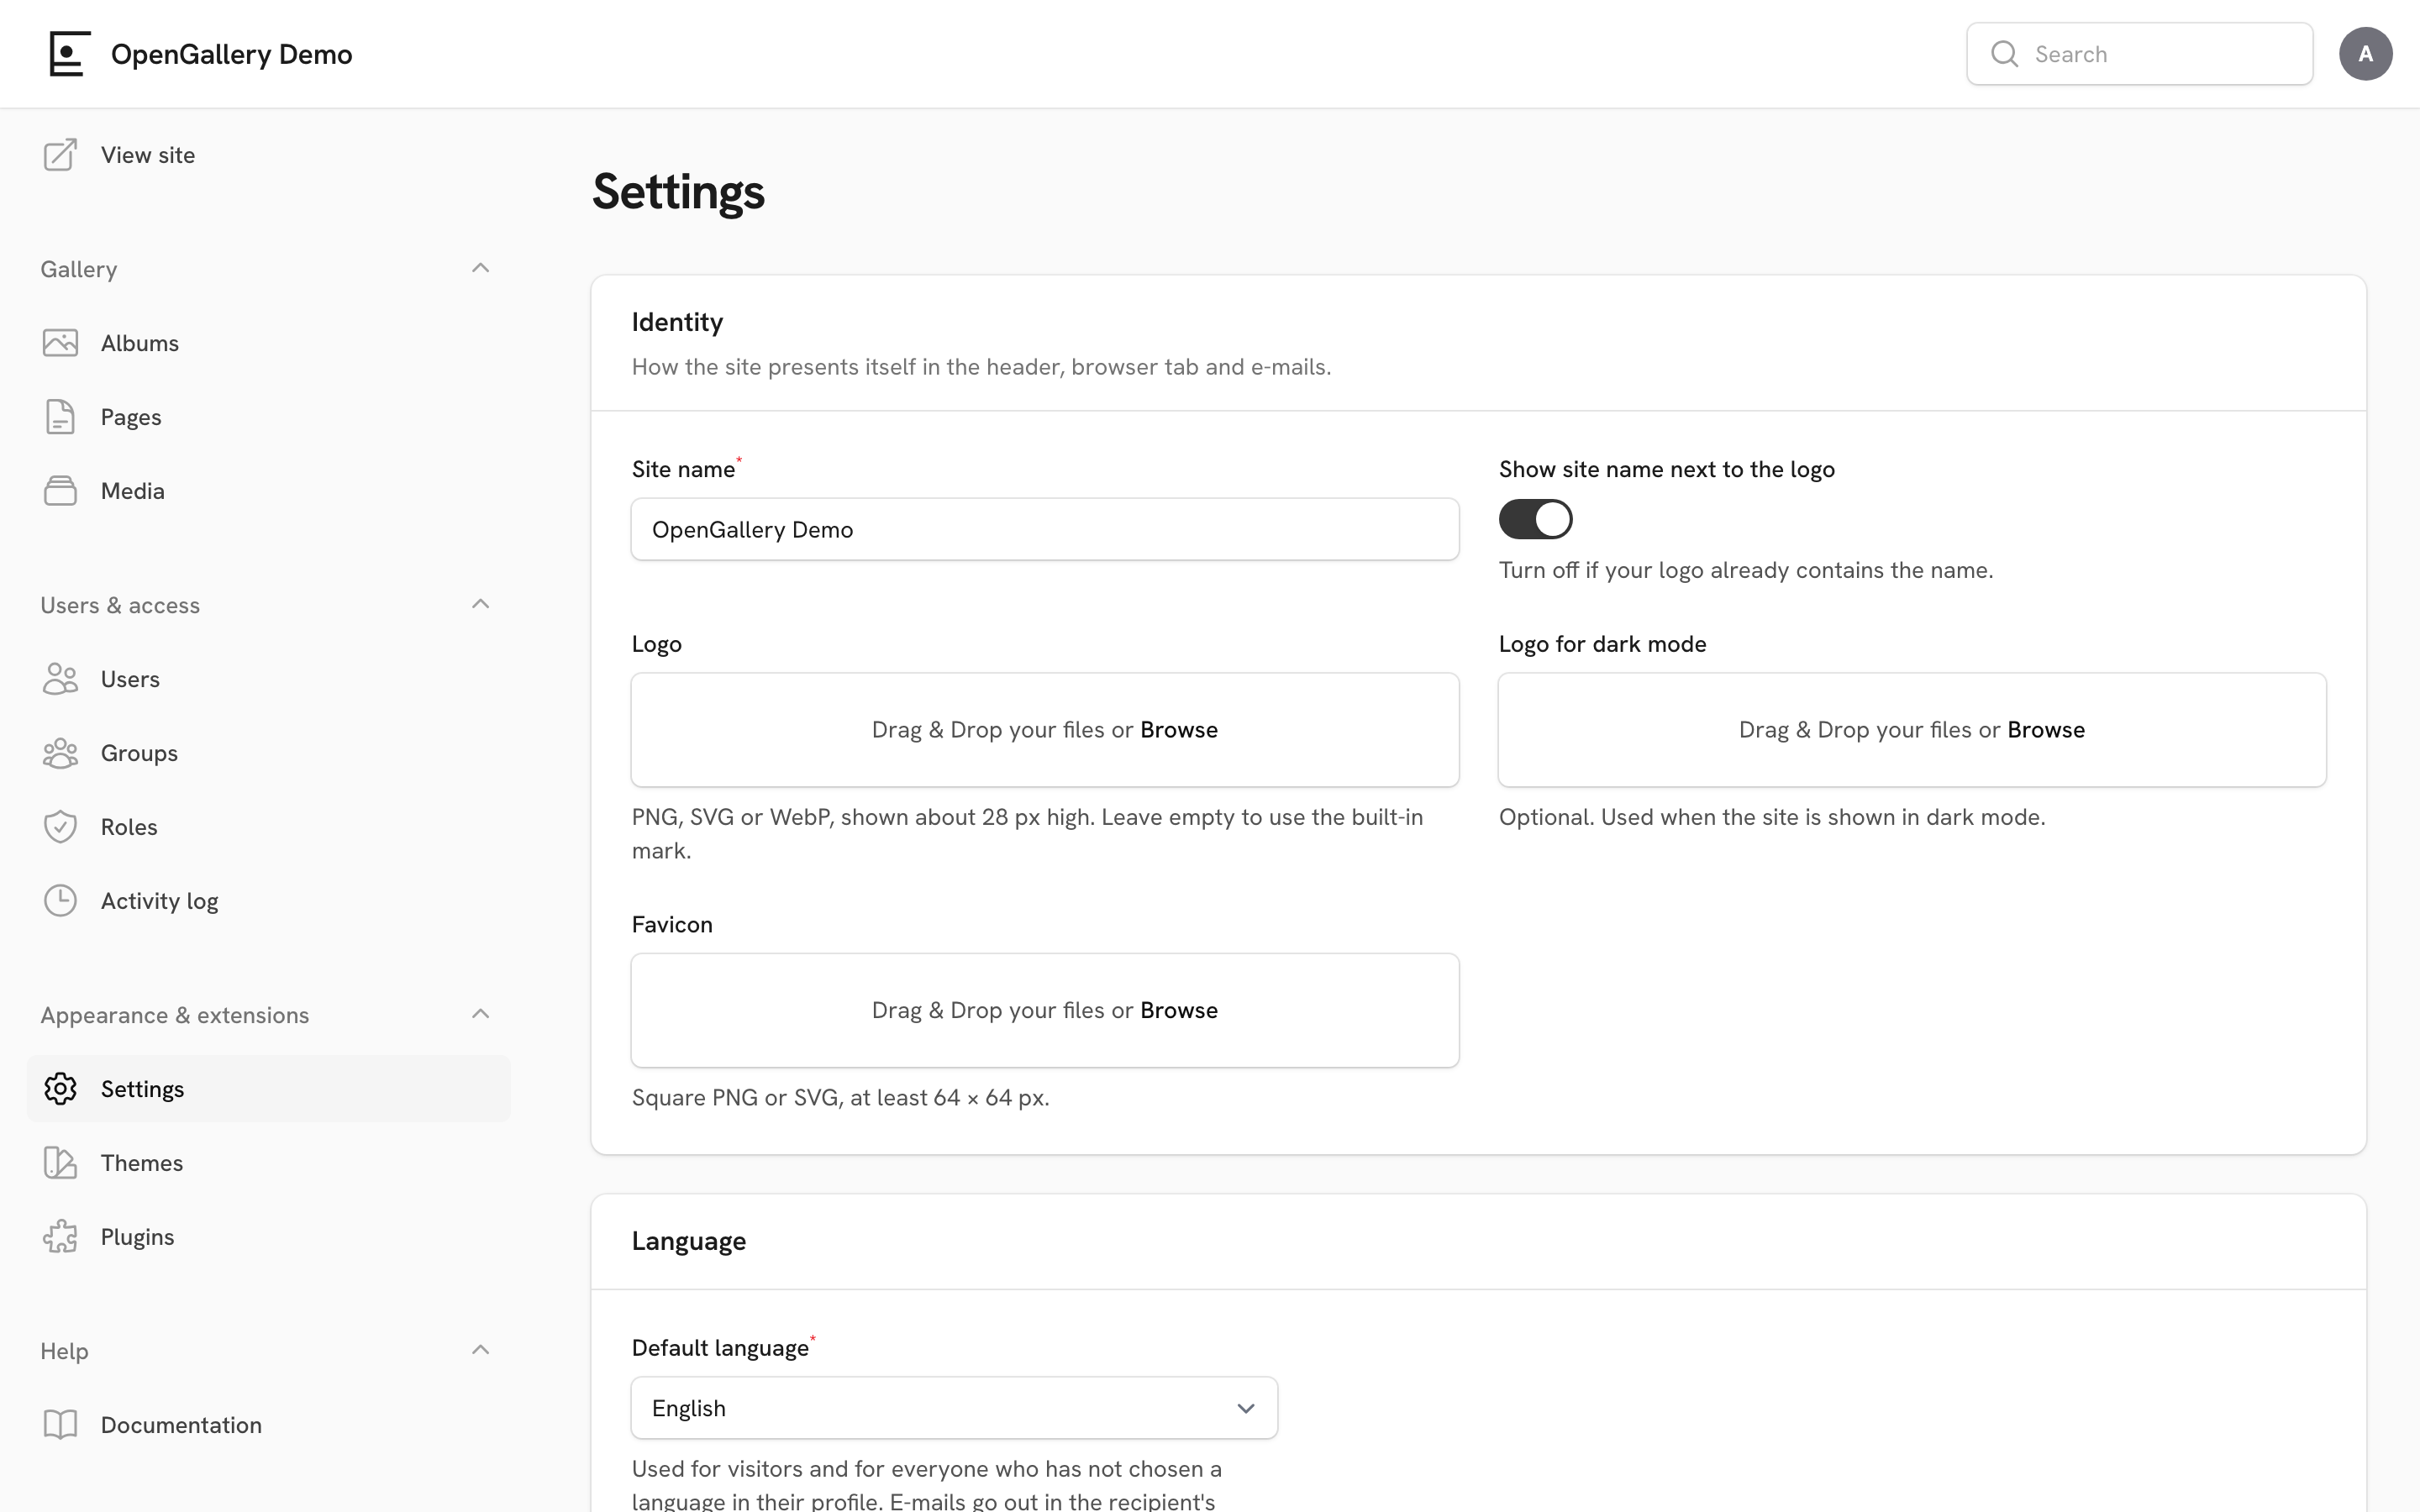 OpenGallery Demo
Search
A
View site
Gallery
Albums
Pages
Media
Users & access
Users
Groups
Roles
Activity log
Appearance & extensions
Settings
Themes
Plugins
Help
Documentation
Settings
Identity
How the site presents itself in the header, browser tab and e-mails.
Site name*
OpenGallery Demo
Show site name next to the logo
Turn off if your logo already contains the name.
Logo
Drag & Drop your files or Browse
PNG, SVG or WebP, shown about 28 px high. Leave empty to use the built-in
mark.
Logo for dark mode
Drag & Drop your files or Browse
Optional. Used when the site is shown in dark mode.
Favicon
Drag & Drop your files or Browse
Square PNG or SVG, at least 64 × 64 px.
Language
Default language*
English
Used for visitors and for everyone who has not chosen a
language in their profile. E-mails go out in the recipient's